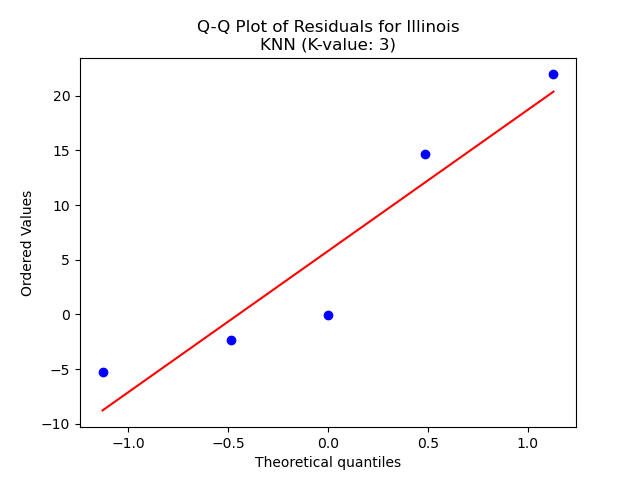 Q-Q Plot of Residuals for Illinois
KNN (K-value: 3)
Ordered Values
20
15
10
5
0
−5
−10
−1.0 −0.5 0.0 0.5 1.0
Theoretical quantiles